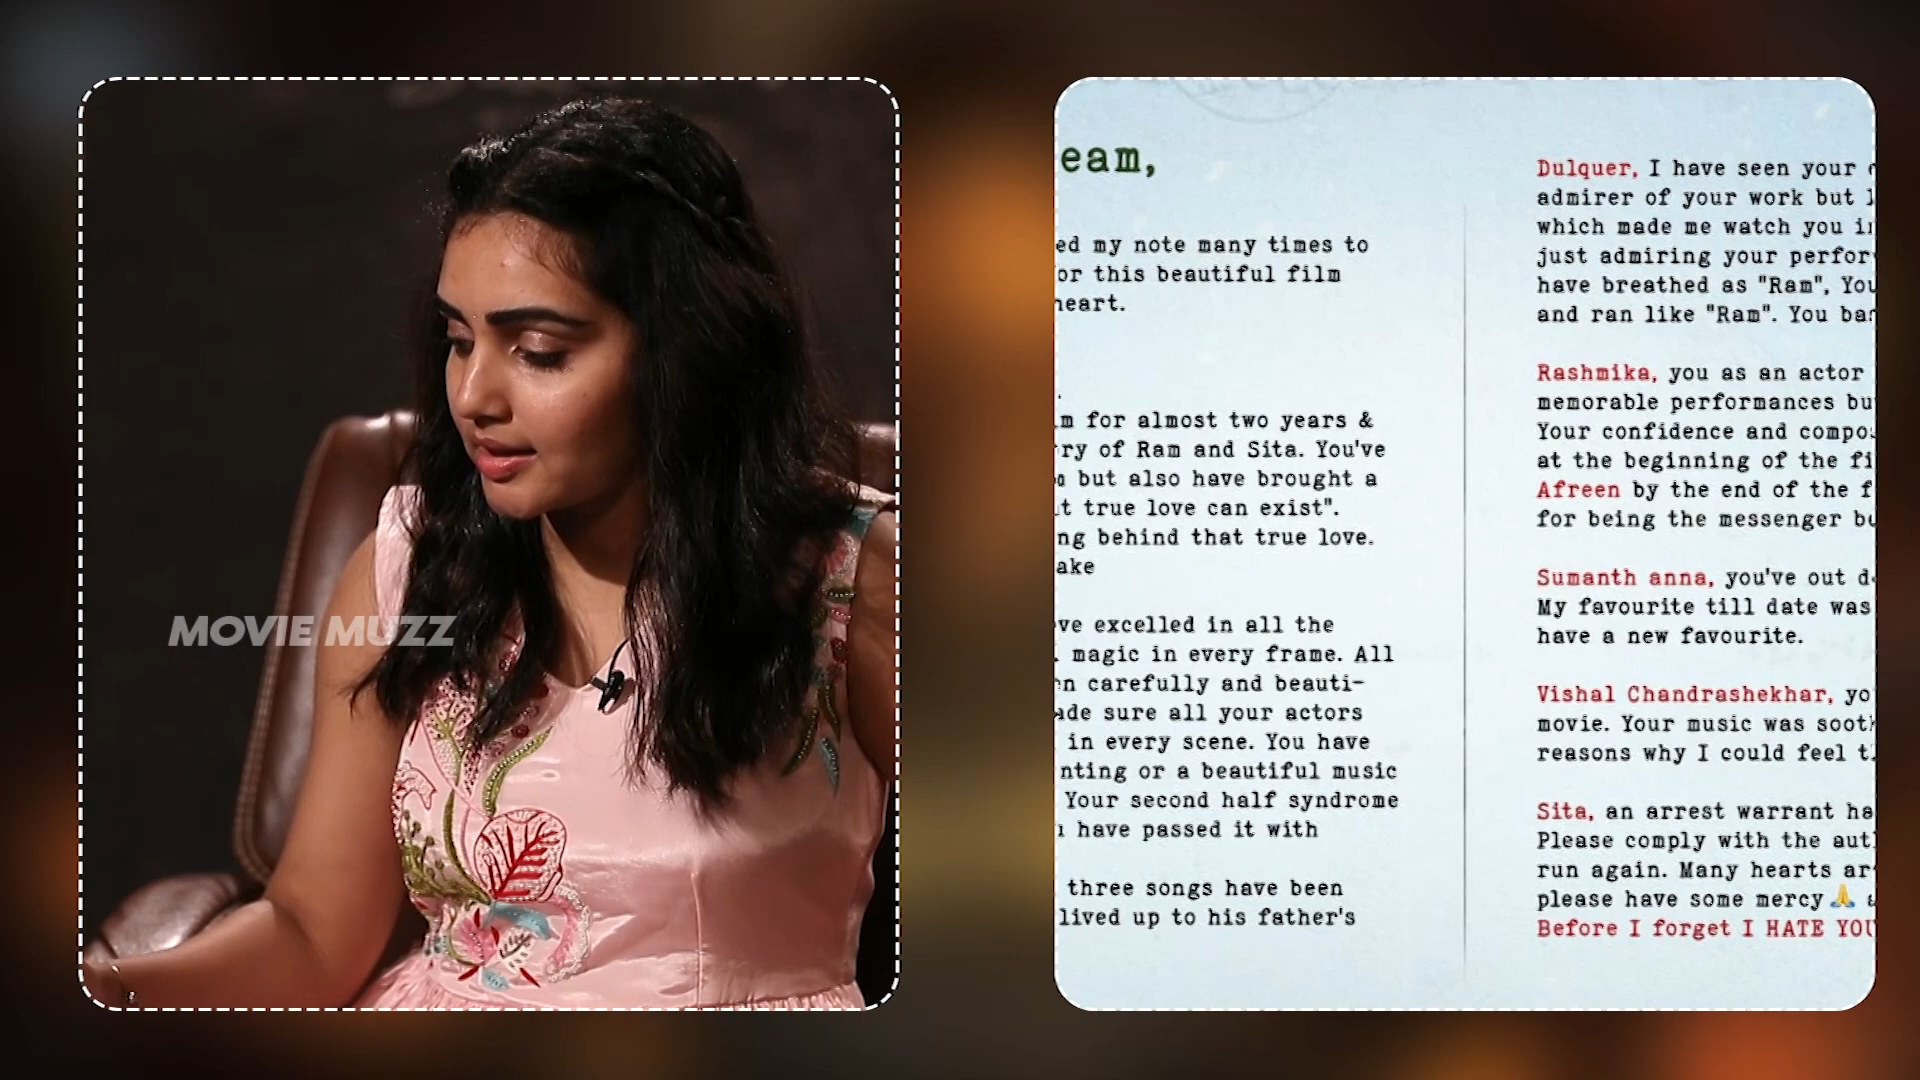 MOVIE MUZZ
eam,
ed my note many times to
or this beautiful film
heart.
m for almost two years &
ry of Ram and Sita. You've
but also have brought a
t true love can exist".
ng behind that true love.
ake
ve excelled in all the
. magic in every frame. All
n carefully and beauti-
ade sure all your actors
in every scene. You have
nting or a beautiful music
Your second half syndrome
have passed it with
three songs have been
lived up to his father's
Dulquer, I have seen your
admirer of your work but
which made me watch you
just admiring your perfor
have breathed as "Ram", You
and ran like "Ram". You
Rashmika, you as an actor
memorable performances bu
Your confidence and compo
at the beginning of the fi
Afreen by the end of the f
for being the messenger
Sumanth anna, you've out d
My favourite till date was
have a new favourite.
Vishal Chandrashekhar, yo
movie. Your music was soot
reasons why I could feel
Sita, an arrest warrant ha
Please comply with the aut
run again. Many hearts ar
please have some mercy🙏
Before I forget I HATE YOU